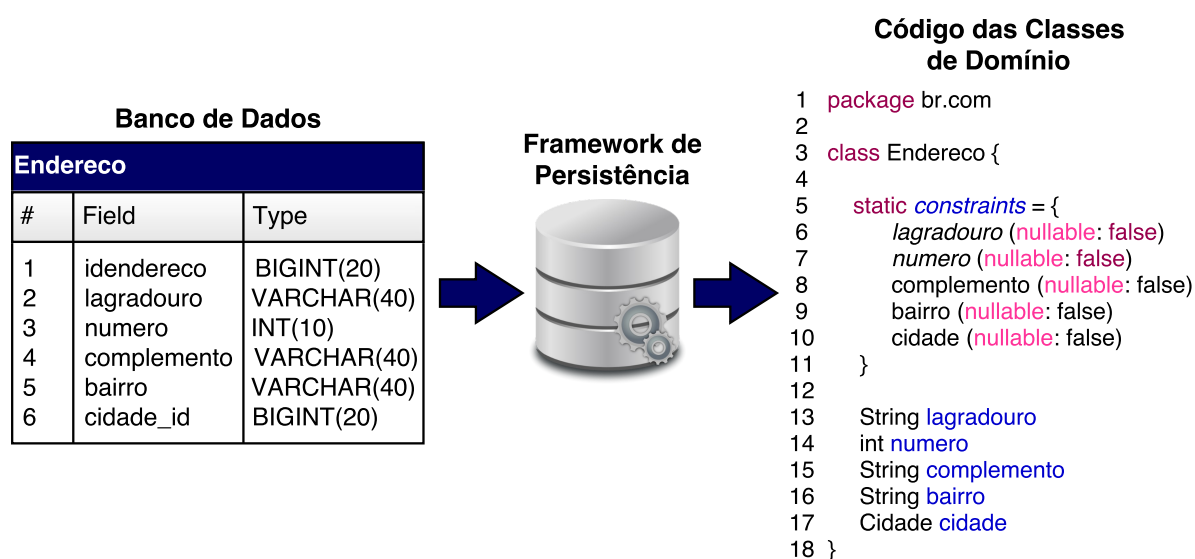 Banco de Dados
Endereco
# Field Type
1 idendereco BIGINT(20)
2 lagradouro VARCHAR(40)
3 numero INT(10)
4 complemento VARCHAR(40)
5 bairro VARCHAR(40)
6 cidade_id BIGINT(20)
Framework de
Persistência
Código das Classes
de Domínio
1 package br.com
2
3 class Endereco {
4
5 static constraints = {
6 lagradouro (nullable: false)
7 numero (nullable: false)
8 complemento (nullable: false)
9 bairro (nullable: false)
10 cidade (nullable: false)
11 }
12
13 String lagradouro
14 int numero
15 String complemento
16 String bairro
17 Cidade cidade
18 }